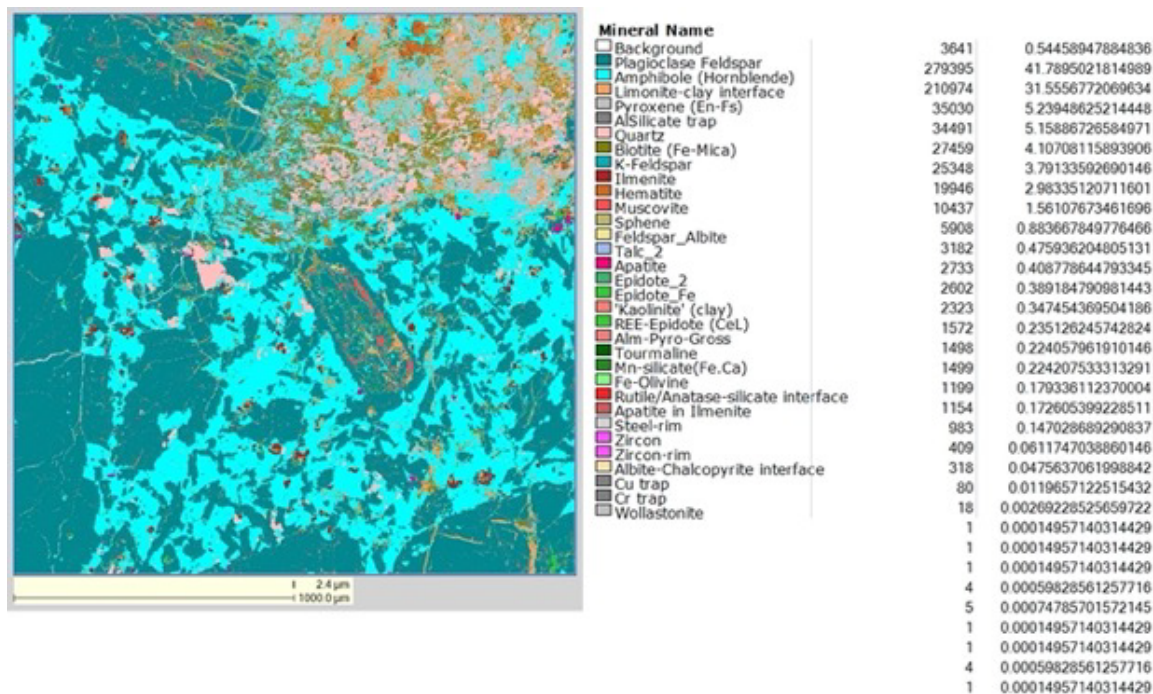 Mineral Name
Background
Plagioclase Feldspar
Amphibole (Hornblende)
Limonite-clay interface
Pyroxene (En-Fs)
AlSilicate trap
Quartz
Biotite (Fe-Mica)
K-Feldspar
Ilmenite
Hematite
Muscovite
Sphene
Feldspar_Albite
Talc_2
Apatite
Epidote_2
Epidote_Fe
'Kaolinite' (clay)
REE-Epidote (CeL)
Alm-Pyro-Gross
Tourmaline
Mn-silicate(Fe.Ca)
Fe-Olivine
Rutile/Anatase-silicate interface
Apatite in Ilmenite
Steel-rim
Zircon
Zircon-rim
Albite-Chalcopyrite interface
Cu trap
Cr trap
Wollastonite
3641 0.54458947884836
279395 41.7895021814989
210974 31.5556772069634
35030 5.23948625214448
34491 5.15886726584971
27459 4.10708115893906
25348 3.79133592690146
19946 2.98335120711601
10437 1.56107673461696
5908 0.883667849776466
3182 0.475936204805131
2733 0.408778644793345
2602 0.389184790981443
2323 0.347454369504186
1572 0.235126245742824
1498 0.224057961910146
1499 0.224207533313291
1199 0.179336112370004
1154 0.172605399228511
983 0.147028689290837
409 0.0611747038860146
318 0.0475637061998842
80 0.0119657122515432
18 0.00269228525659722
1 0.00014957140314429
1 0.00014957140314429
1 0.00014957140314429
4 0.00059828561257716
5 0.00074785701572145
1 0.00014957140314429
1 0.00014957140314429
4 0.00059828561257716
1 0.00014957140314429
2.4 µm
1000.0 µm